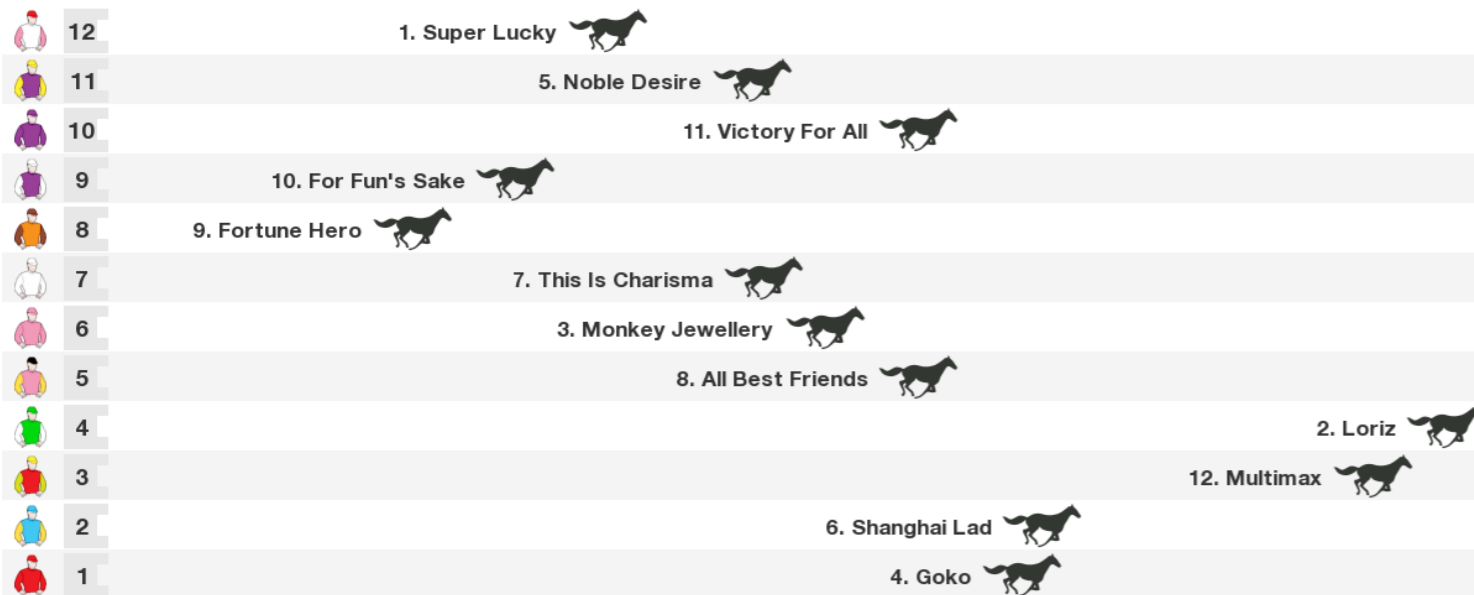 12 1. Super Lucky
11 5. Noble Desire
10 11. Victory For All
9 10. For Fun's Sake
8 9. Fortune Hero
7 7. This Is Charisma
6 3. Monkey Jewellery
5 8. All Best Friends
4 2. Loriz
3 12. Multimax
2 6. Shanghai Lad
1 4. Goko